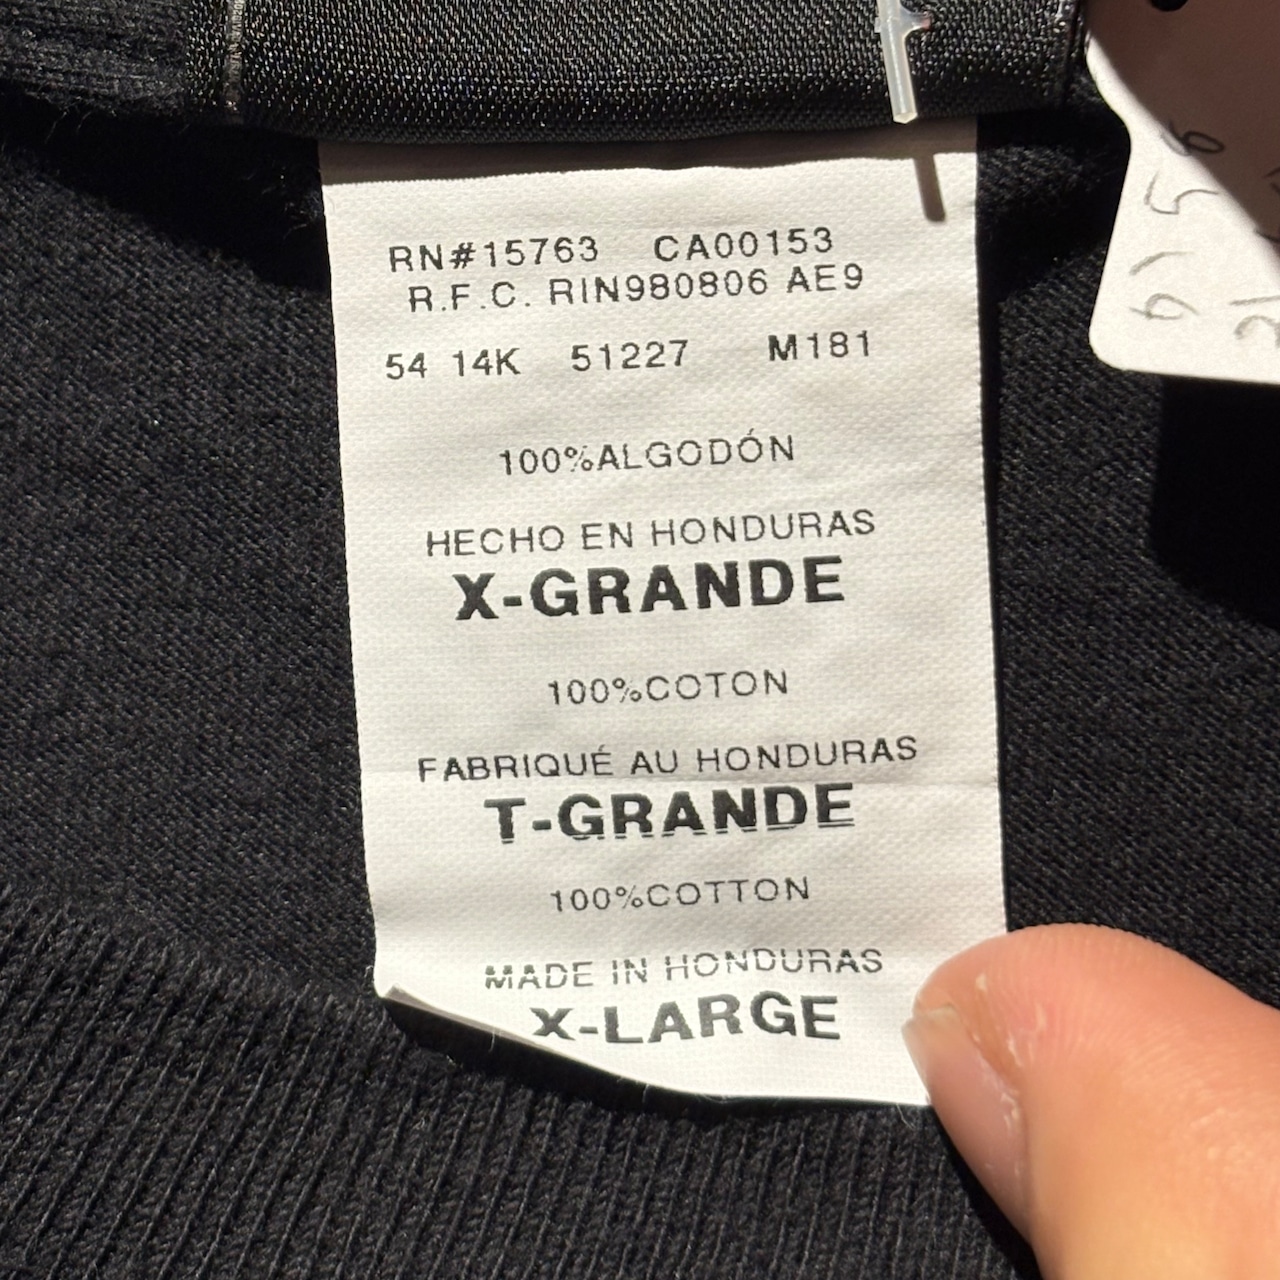 RN#15763 CA00153
R.F.C. RIN980806 AE9
54 14K 51227 M181
100%ALGODÓN
HECHO EN HONDURAS
X-GRANDE
100%COTON
FABRIQUÉ AU HONDURAS
T-GRANDE
100%COTTON
MADE IN HONDURAS
X-LARGE